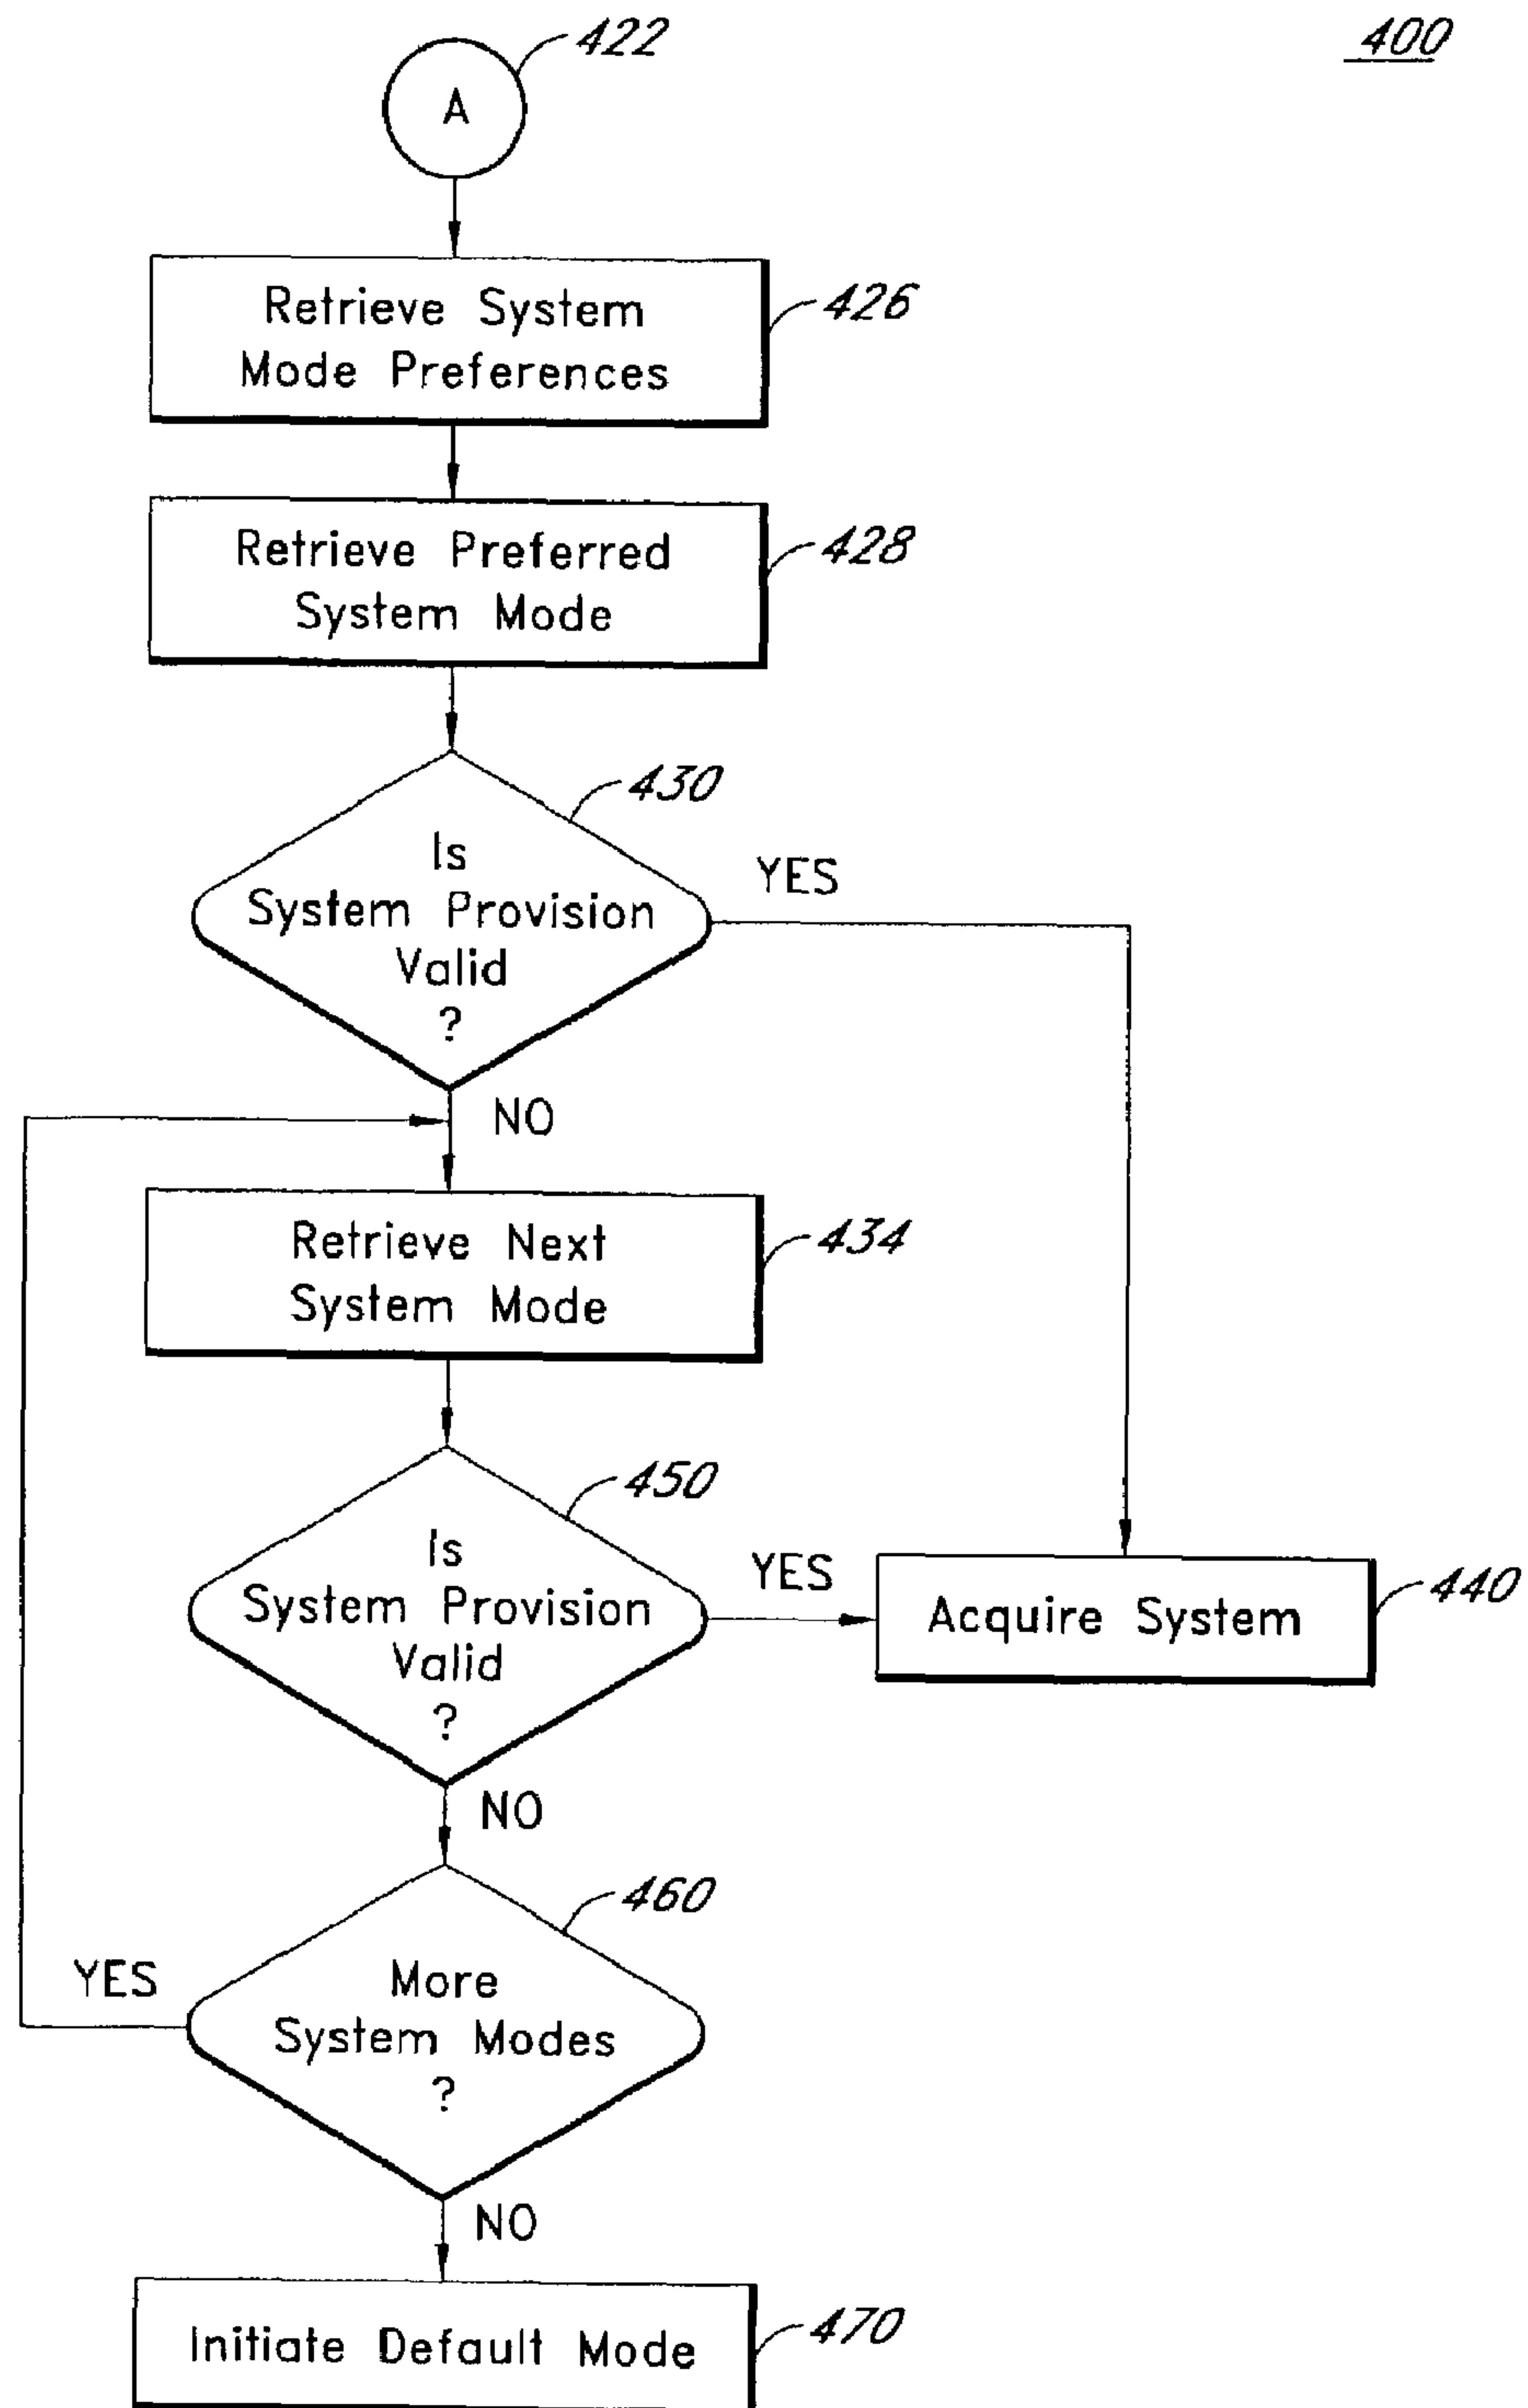 422
400
A
Retrieve System
Mode Preferences
426
Retrieve Preferred
System Mode
428
430
Is
System Provision
Valid
?
YES
NO
Retrieve Next
System Mode
434
450
Is
System Provision
Valid
?
YES
Acquire System
440
NO
460
More
System Modes
?
YES
NO
Initiate Default Mode
470